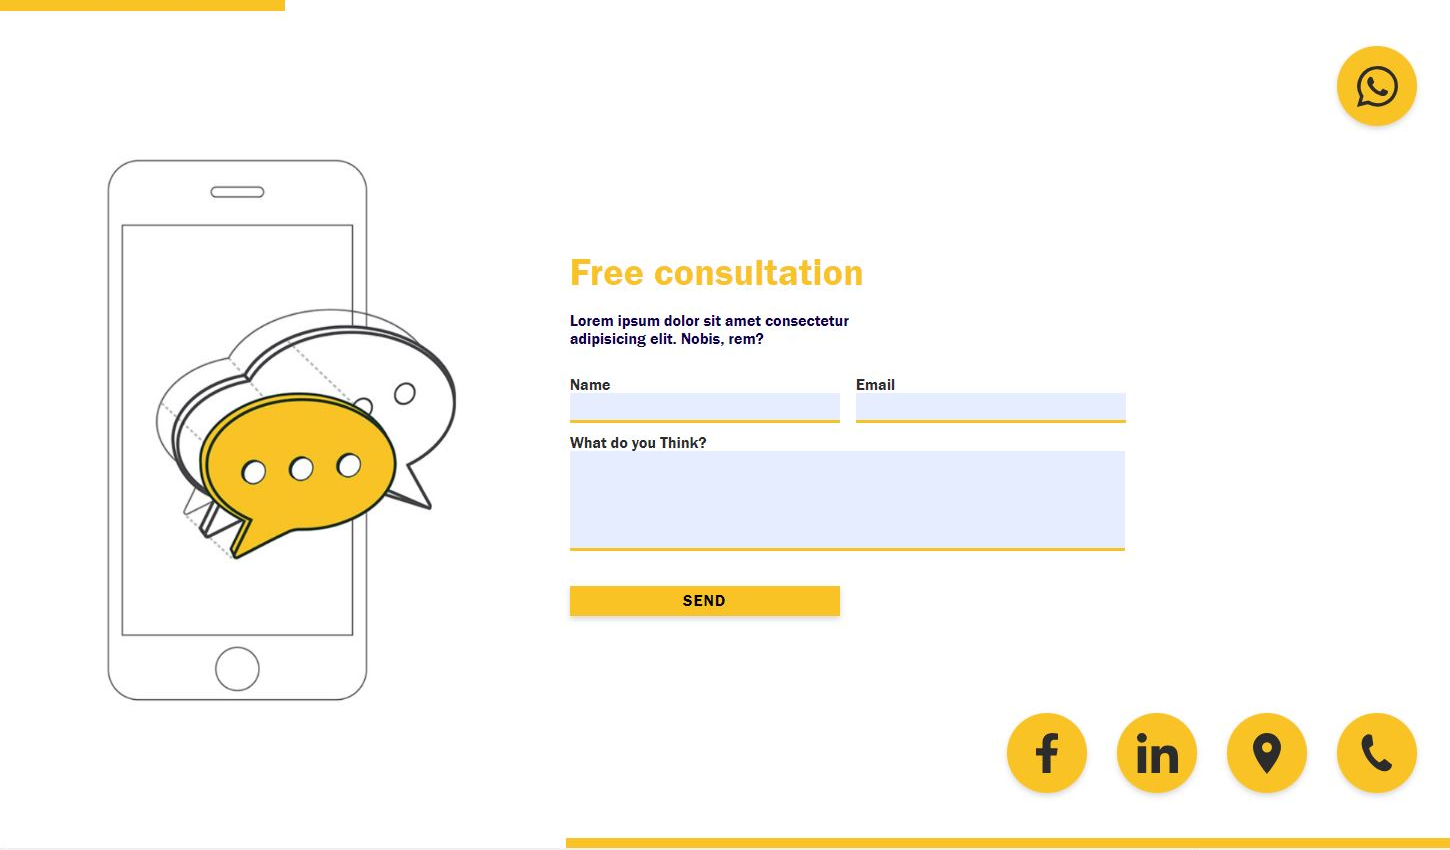 Free consultation
Lorem ipsum dolor sit amet consectetur
adipisicing elit. Nobis, rem?
Name
Email
What do you Think?
SEND